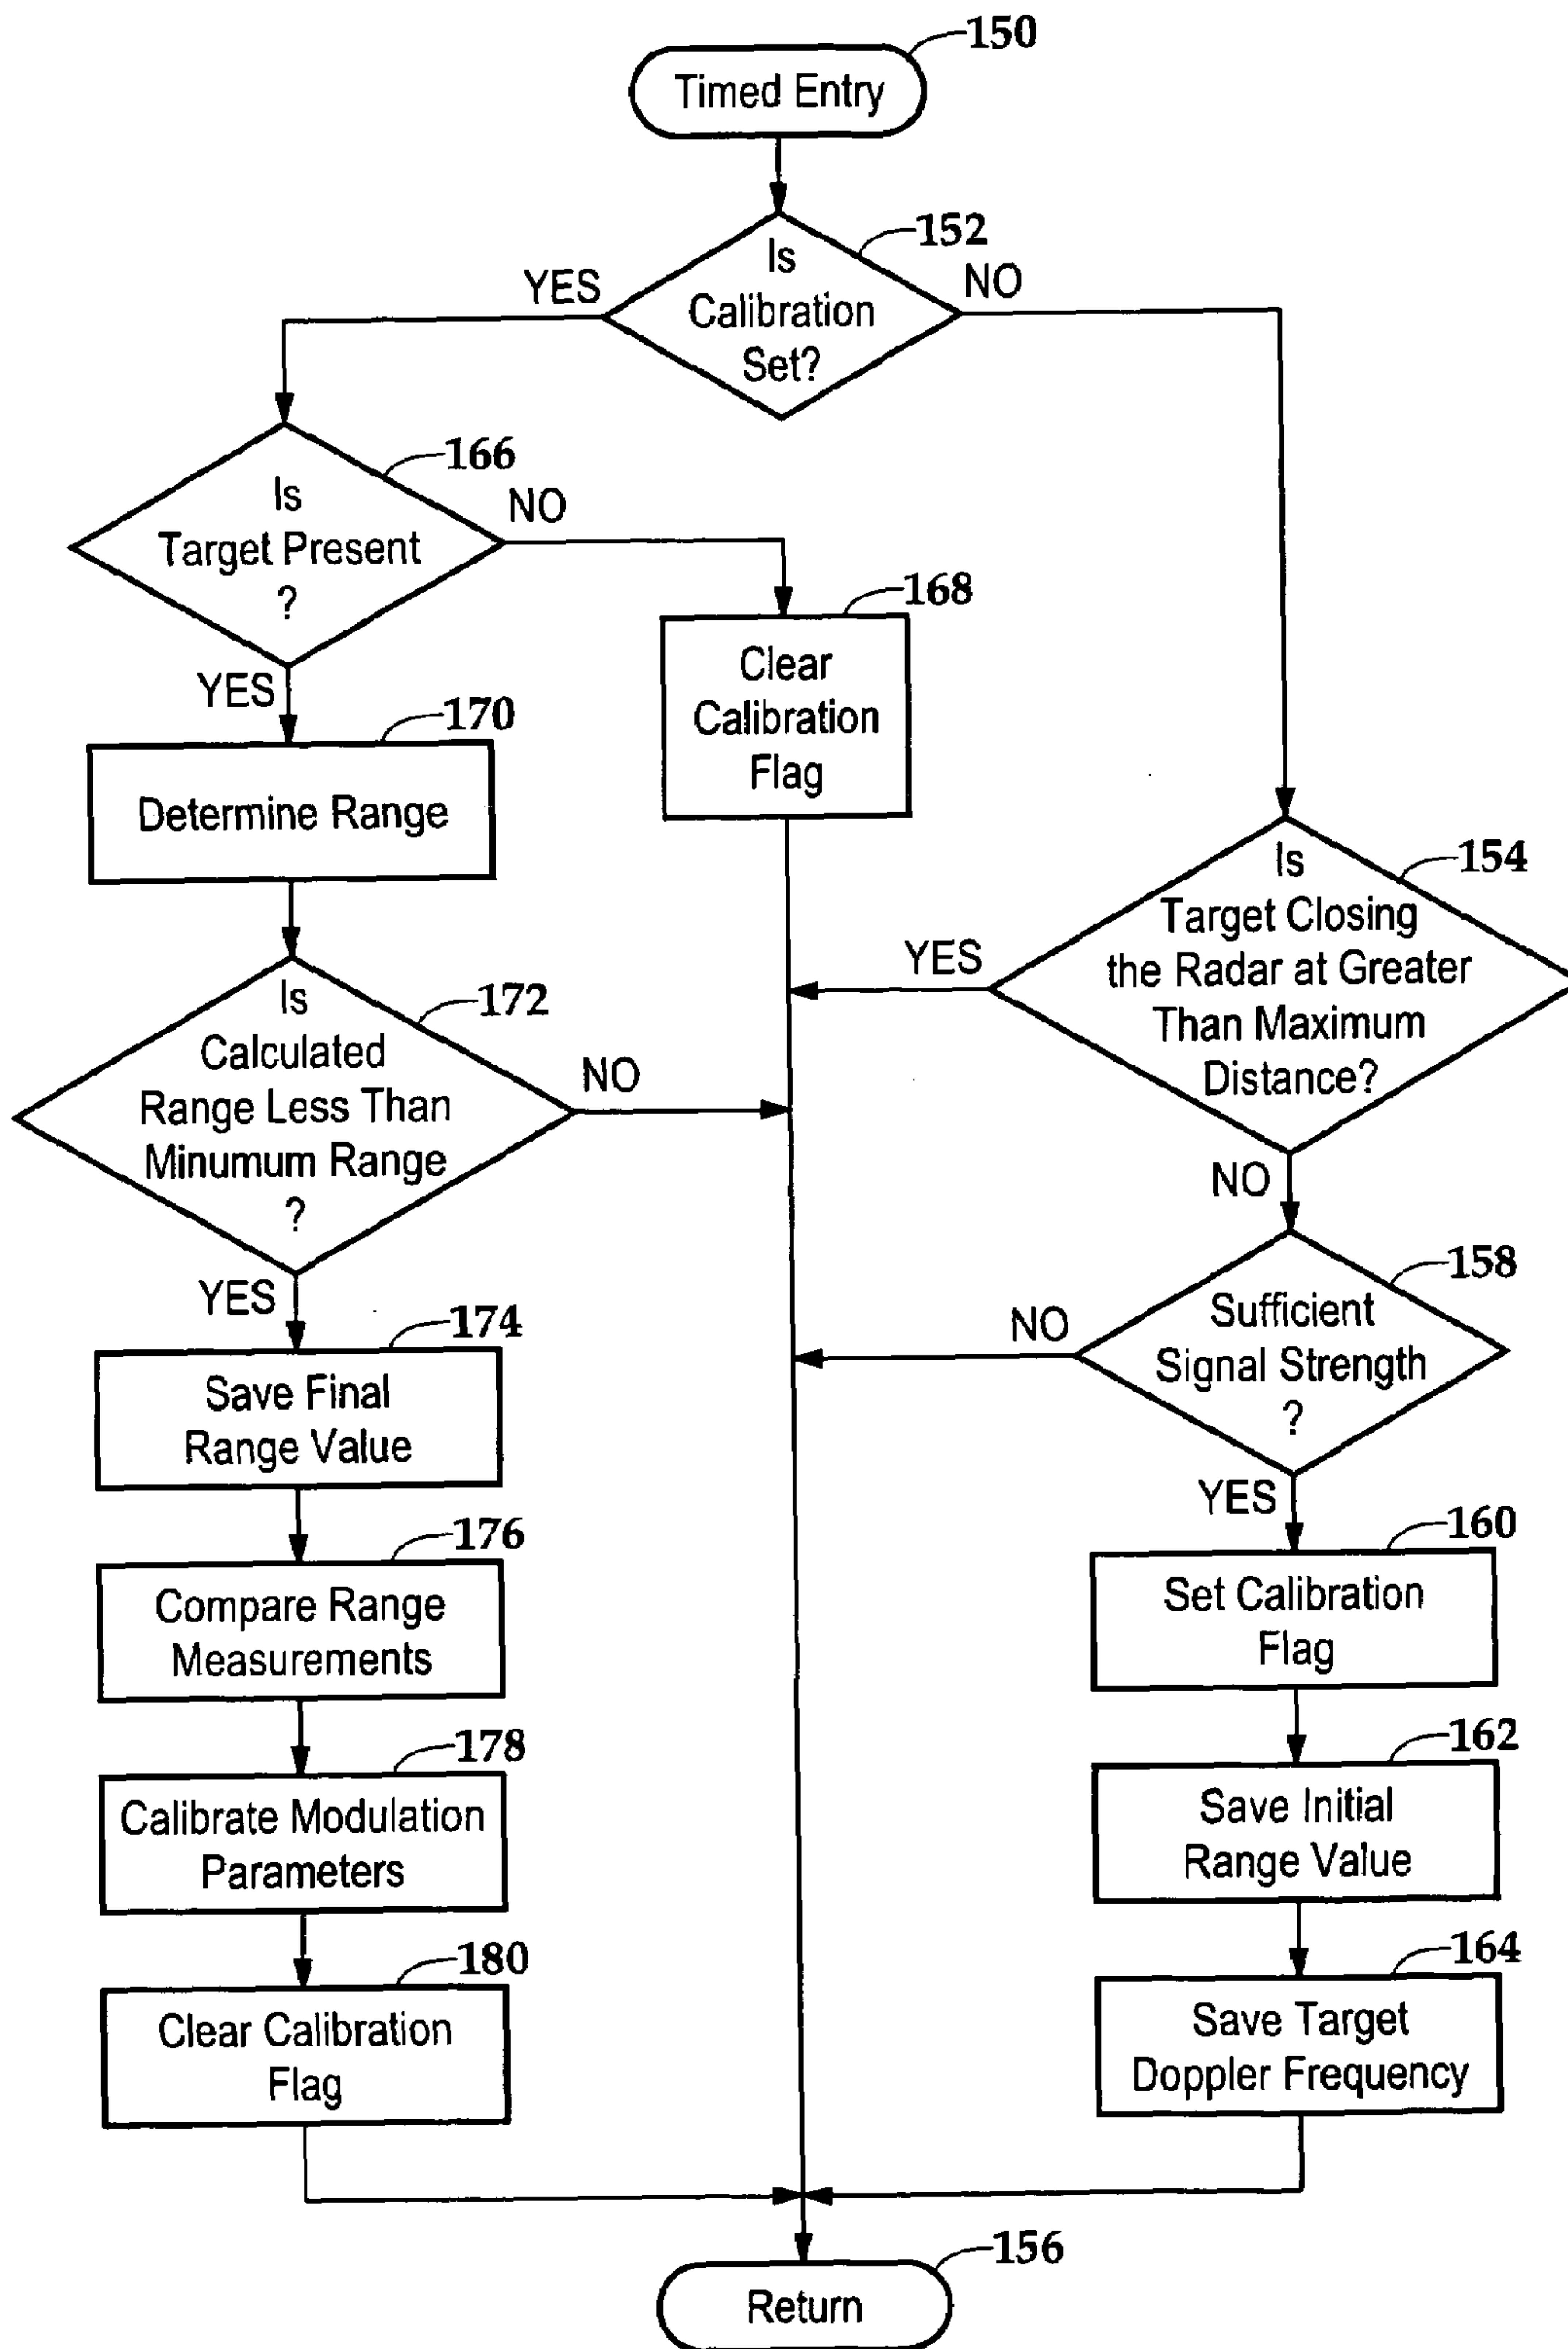 150
Timed Entry
152
Is
Calibration
Set?
YES
NO
166
Is
Target Present
?
NO
YES
168
Clear
Calibration
Flag
170
Determine Range
154
Is
Target Closing
the Radar at Greater
Than Maximum
Distance?
YES
NO
172
Is
Calculated
Range Less Than
Minumum Range
?
NO
YES
158
Sufficient
Signal Strength
?
NO
YES
174
Save Final
Range Value
160
Set Calibration
Flag
176
Compare Range
Measurements
162
Save Initial
Range Value
178
Calibrate Modulation
Parameters
164
Save Target
Doppler Frequency
180
Clear Calibration
Flag
156
Return